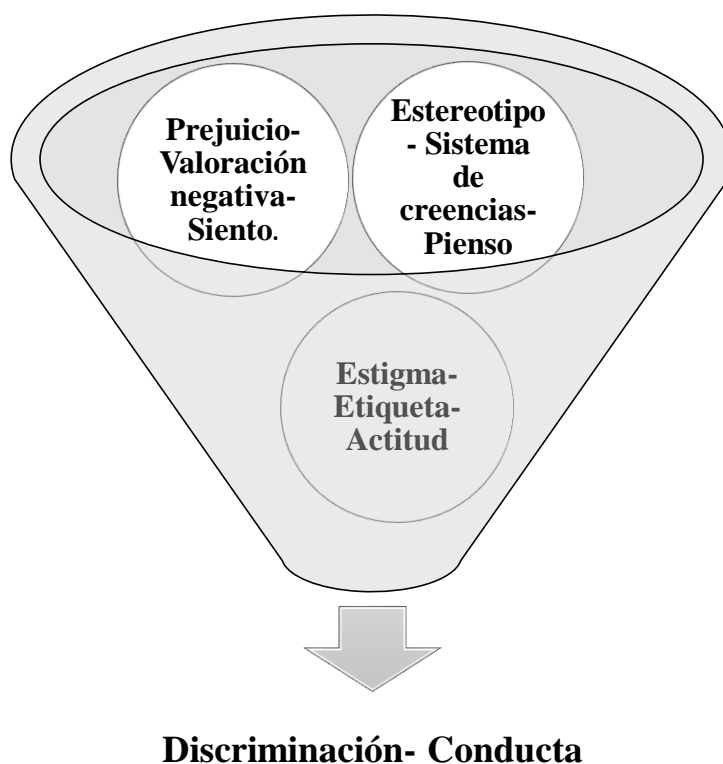 Prejuicio-
Valoración
negativa-
Siento.
Estereotipo
- Sistema
de
creencias-
Pienso
Estigma-
Etiqueta-
Actitud
Discriminación- Conducta